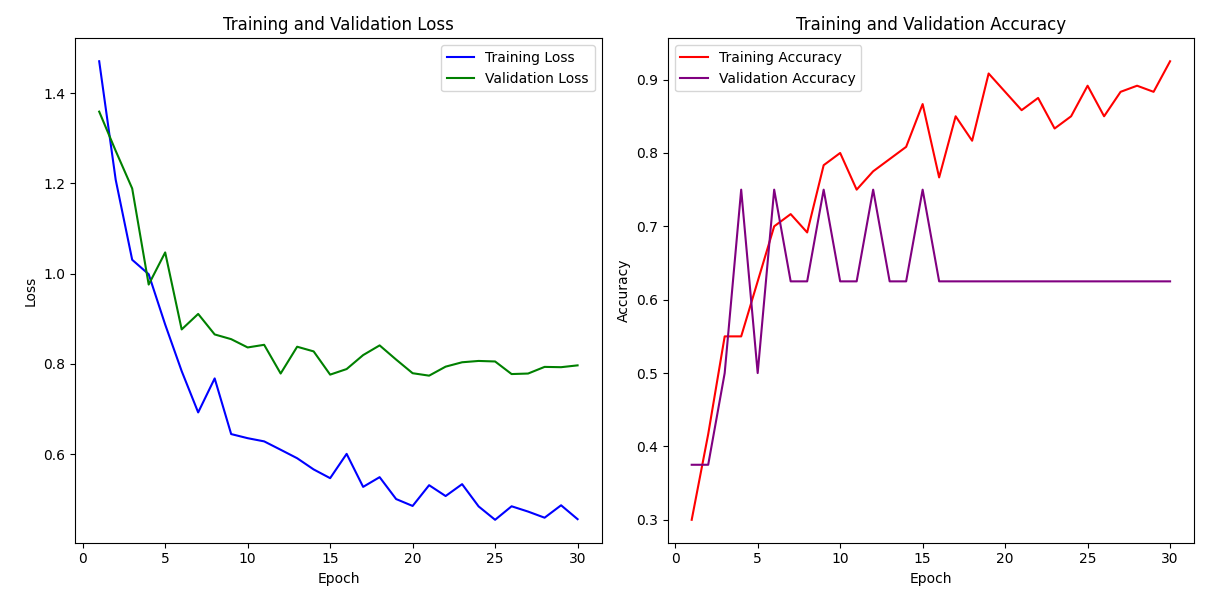 Training and Validation Loss
Training Loss
Validation Loss
1.4
1.2
1.0
0.8
0.6
Loss
0
5
10
15
20
25
30
Epoch
Training and Validation Accuracy
Training Accuracy
Validation Accuracy
0.9
0.8
0.7
0.6
0.5
0.4
0.3
Accuracy
0
5
10
15
20
25
30
Epoch